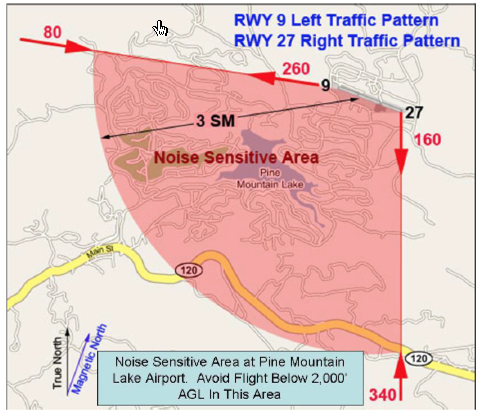 RWY 9 Left Traffic Pattern
RWY 27 Right Traffic Pattern
80
260
9
27
3 SM
160
Noise Sensitive Area
Pine
Mountain Lake
Main St
120
120
True North
Magnetic North
340
Noise Sensitive Area at Pine Mountain
Lake Airport. Avoid Flight Below 2,000'
AGL In This Area